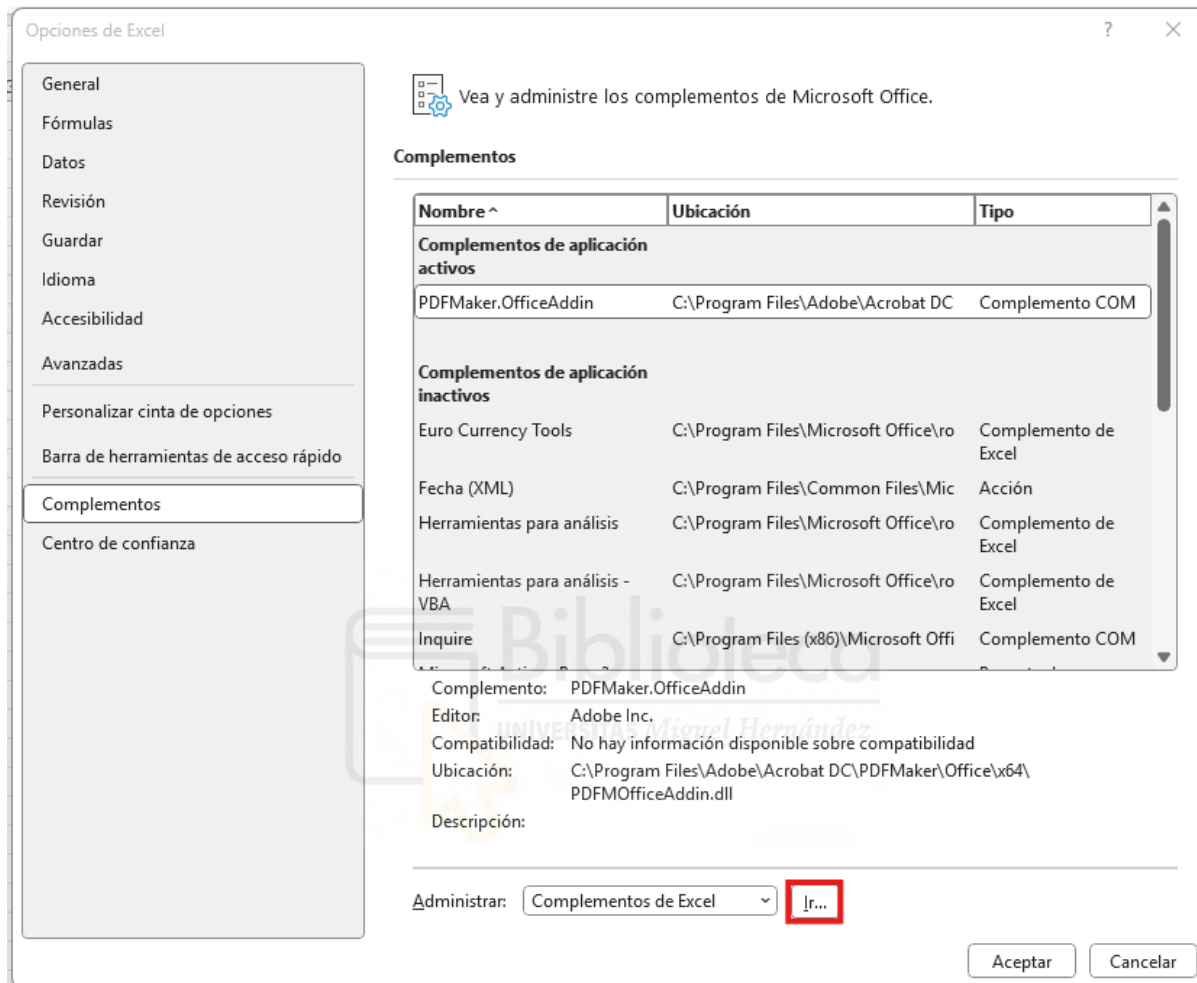 Opciones de Excel
?
General
Fórmulas
Datos
Revisión
Guardar
Idioma
Accesibilidad
Avanzadas
Personalizar cinta de opciones
Barra de herramientas de acceso rápido
Complementos
Centro de confianza
Vea y administre los complementos de Microsoft Office.
Complementos
Nombre Ubicación Tipo
Complementos de aplicación
activos
PDFMaker.OfficeAddin C:\Program Files\Adobe\Acrobat DC Complemento COM
Complementos de aplicación
inactivos
Euro Currency Tools C:\Program Files\Microsoft Office\ro Complemento de
Excel
Fecha (XML) C:\Program Files\Common Files\Mic Acción
Herramientas para análisis C:\Program Files\Microsoft Office\ro Complemento de
Excel
Herramientas para análisis - C:\Program Files\Microsoft Office\ro Complemento de
VBA Excel
Inquire C:\Program Files (x86)\Microsoft Offi Complemento COM
Biblioteca
UNIVERSITAS Miguel Hernández
Complemento: PDFMaker.OfficeAddin
Editor: Adobe Inc.
Compatibilidad: No hay información disponible sobre compatibilidad
Ubicación: C:\Program Files\Adobe\Acrobat DC\PDFMaker\Office\x64\
PDFMOfficeAddin.dll
Descripción:
Administrar: Complementos de Excel Ir...
Aceptar Cancelar